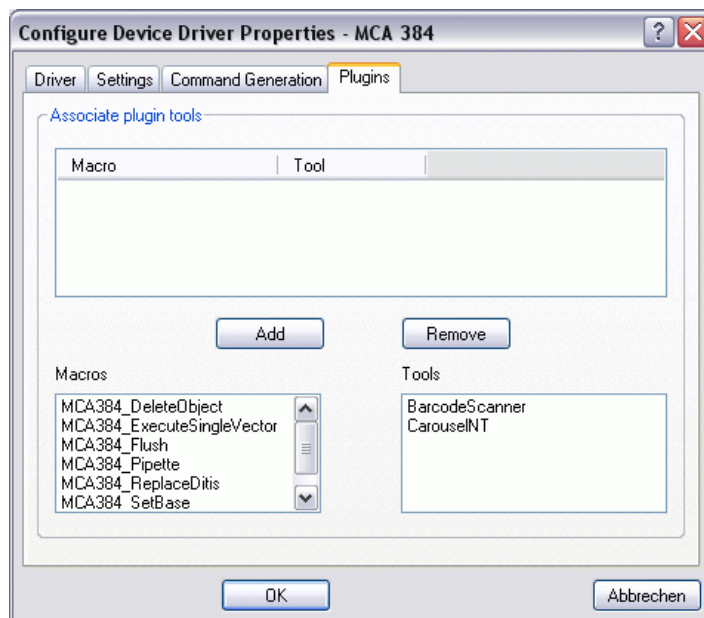 Configure Device Driver Properties - MCA 384
Driver Settings Command Generation Plugins
Associate plugin tools
Macro Tool
Add Remove
Macros Tools
MCA384_DeleteObject
MCA384_ExecuteSingleVector
MCA384_Flush
MCA384_Pipette
MCA384_ReplaceDitis
MCA384_SetBase
BarcodeScanner
CarouselNT
OK Abbrechen